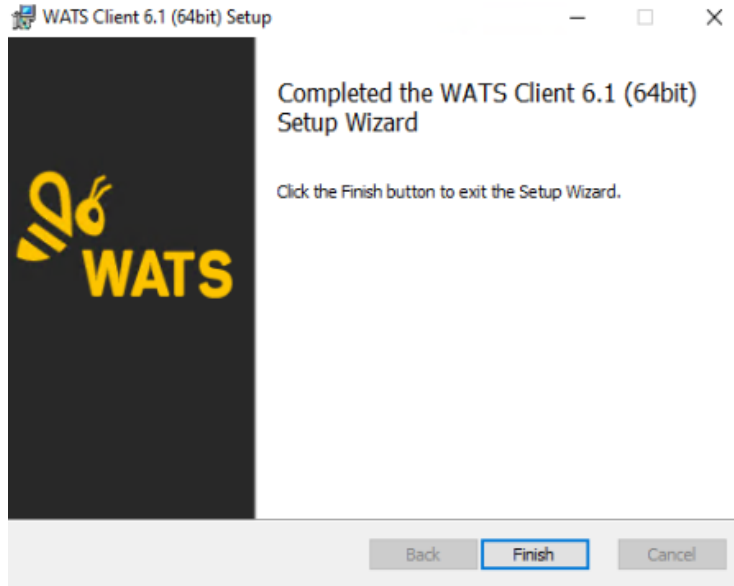 WATS Client 6.1 (64bit) Setup
Completed the WATS Client 6.1 (64bit)
Setup Wizard
Click the Finish button to exit the Setup Wizard.
WATS
Back
Finish
Cancel